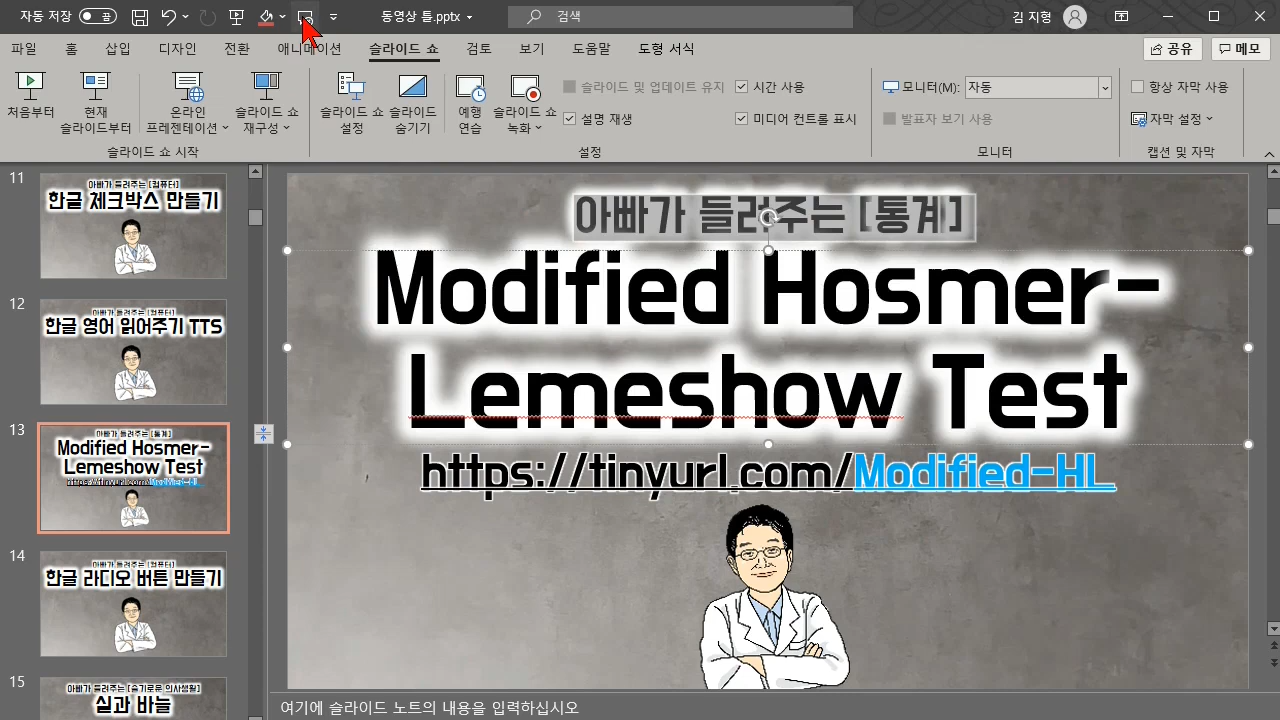 자동 저장 끔
동영상 틀.pptx
검색
김 지형
파일 홈 삽입 디자인 전환 애니메이션 슬라이드 쇼 검토 보기 도움말 도형 서식
공유 메모
처음부터
현재 슬라이드부터
온라인 프레젠테이션
슬라이드 쇼 재구성
슬라이드 쇼 설정
슬라이드 숨기기
예행 연습
슬라이드 쇼 녹화
슬라이드 및 업데이트 유지
시간 사용
설명 재생
미디어 컨트롤 표시
모니터(M): 자동
발표자 보기 사용
항상 자막 사용
자막 설정
슬라이드 쇼 시작
설정
모니터
캡션 및 자막
11
아빠가 들려주는 [컴퓨터]
한글 체크박스 만들기
12
아빠가 들려주는 [컴퓨터]
한글 영어 읽어주기 TTS
13
아빠가 들려주는 [통계]
Modified Hosmer-
Lemeshow Test
https://tinyurl.com/Modified-HL
14
아빠가 들려주는 [컴퓨터]
한글 라디오 버튼 만들기
15
아빠가 들려주는 [슬기로운 의사생활]
실과 바늘
아빠가 들려주는 [통계]
Modified Hosmer-
Lemeshow Test
https://tinyurl.com/Modified-HL
여기에 슬라이드 노트의 내용을 입력하십시오